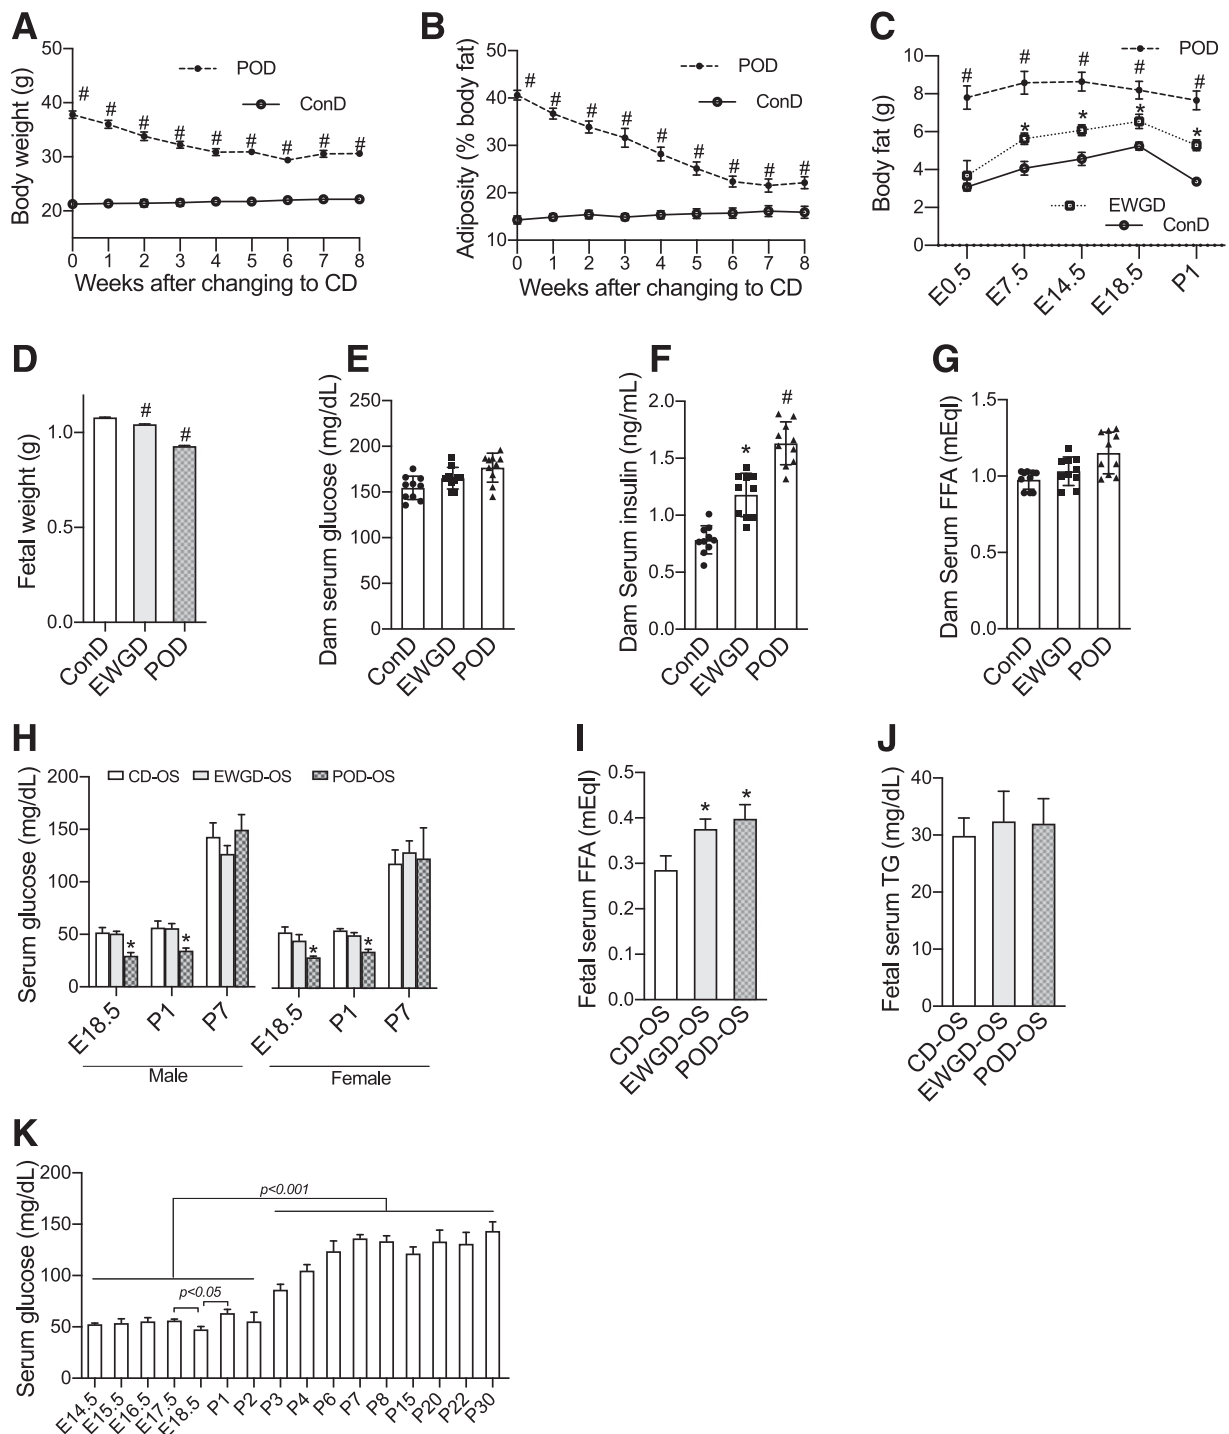 A
Body weight (g)
50
40
30
20
POD
ConD
# # # # # # # # #
0 1 2 3 4 5 6 7 8
Weeks after changing to CD
B
Adiposity (% body fat)
50
40
30
20
10
POD
ConD
# # # # # # # # #
0 1 2 3 4 5 6 7 8
Weeks after changing to CD
C
Body fat (g)
10
8
6
4
2
0
POD
# # # # #
* * * *
EWGD
ConD
E0.5 E7.5 E14.5 E18.5 P1
D
Fetal weight (g)
1.0
0.5
0.0
# #
ConD EWGD POD
E
Dam serum glucose (mg/dL)
250
200
150
100
50
0
ConD EWGD POD
F
Dam Serum insulin (ng/mL)
2.0
1.5
1.0
0.5
0.0
* #
ConD EWGD POD
G
Dam Serum FFA (mEql)
1.5
1.0
0.5
0.0
ConD EWGD POD
H
Serum glucose (mg/dL)
200
150
100
50
0
CD-OS EWGD-OS POD-OS
* * * *
E18.5 P1 P7 E18.5 P1 P7
Male Female
I
Fetal serum FFA (mEql)
0.5
0.4
0.3
0.2
0.1
0.0
* *
CD-OS EWGD-OS POD-OS
J
Fetal serum TG (mg/dL)
40
30
20
10
0
CD-OS EWGD-OS POD-OS
K
Serum glucose (mg/dL)
200
150
100
50
0
p<0.001
p<0.05
E14.5 E15.5 E16.5 E17.5 E18.5 P1 P2 P3 P4 P6 P7 P8 P15 P20 P22 P30